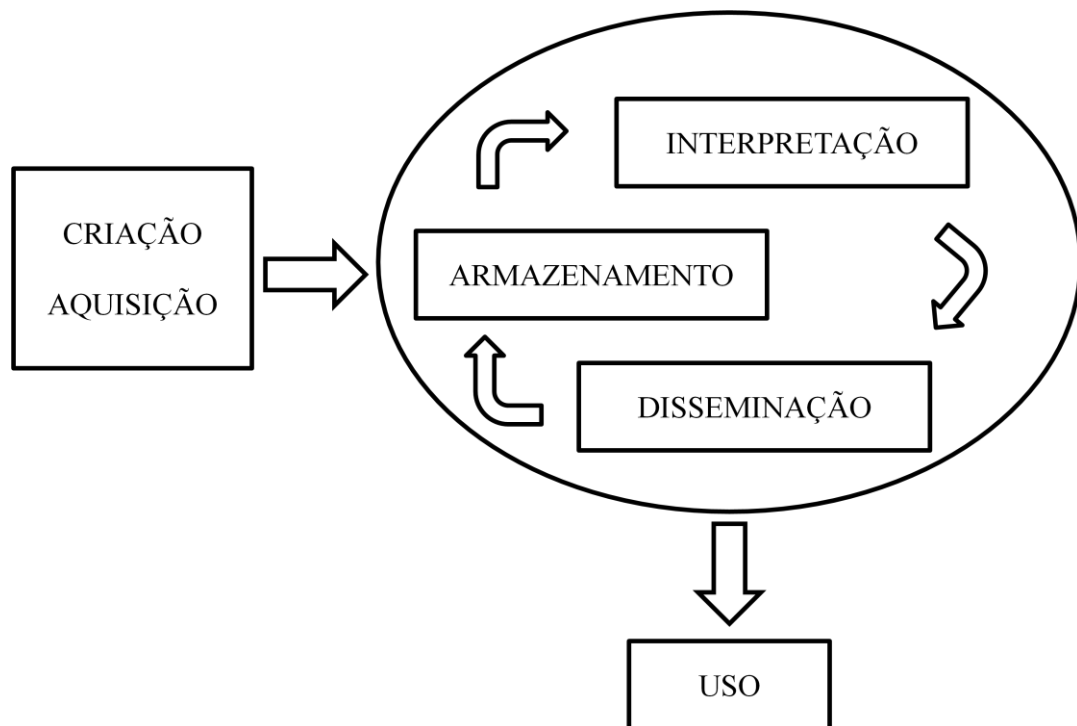 CRIAÇÃO
AQUISIÇÃO
INTERPRETAÇÃO
ARMAZENAMENTO
DISSEMINAÇÃO
USO